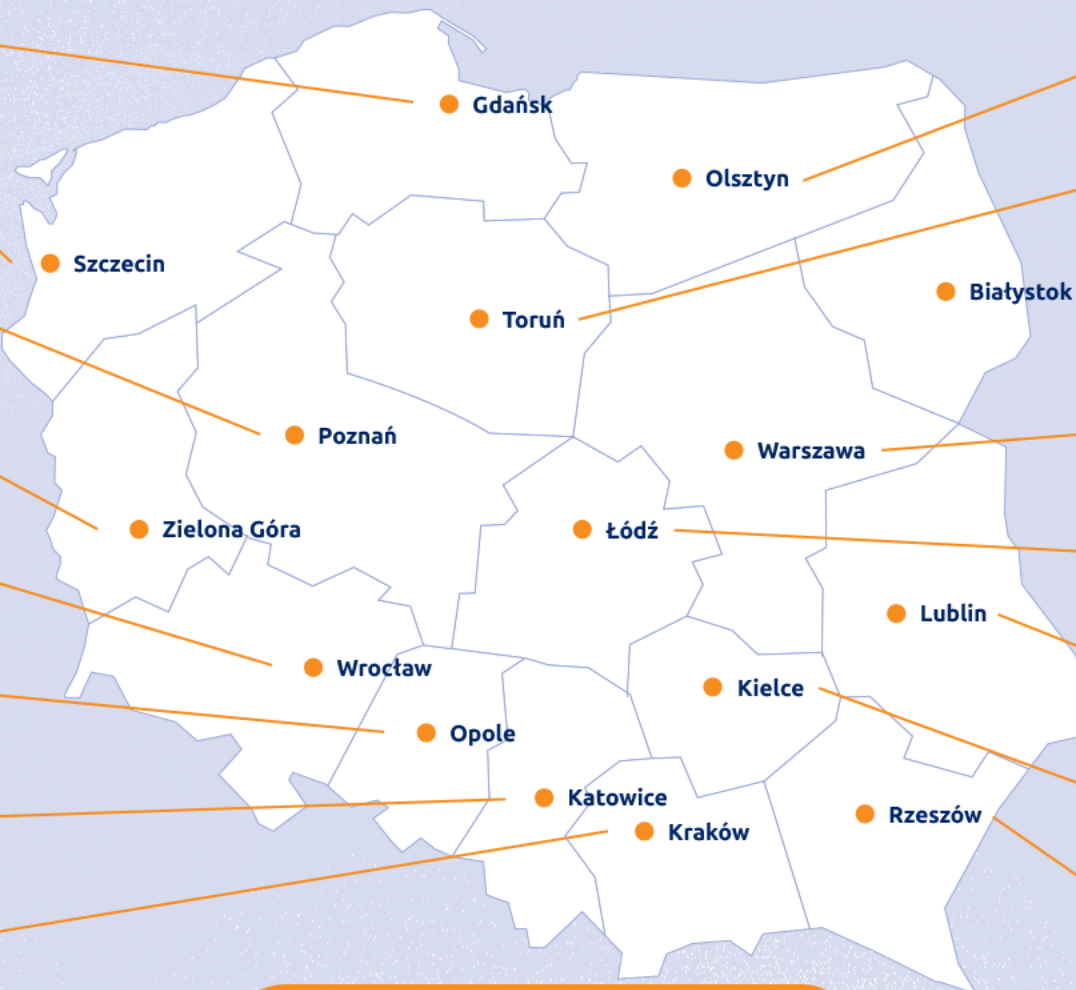 Gdańsk
Olsztyn
Szczecin
Białystok
Toruń
Poznań
Warszawa
Zielona Góra
Łódź
Lublin
Wrocław
Kielce
Opole
Katowice
Rzeszów
Kraków